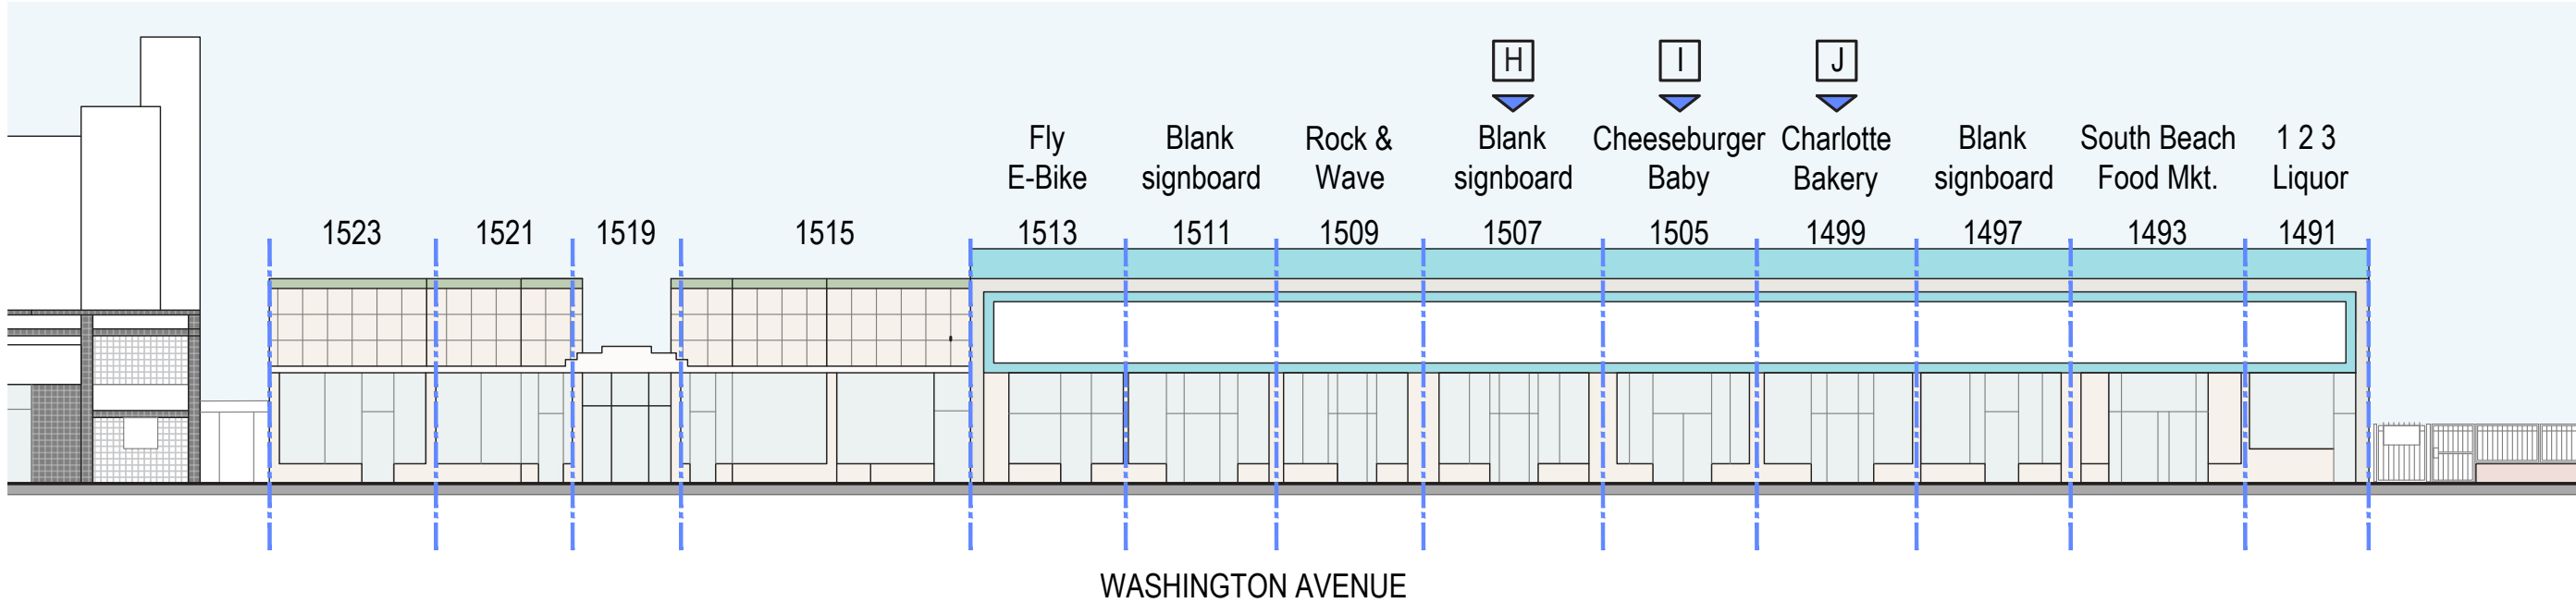 H I J
Fly Blank Rock & Blank Cheeseburger Charlotte Blank South Beach 1 2 3
E-Bike signboard Wave signboard Baby Bakery signboard Food Mkt. Liquor
1523 1521 1519 1515 1513 1511 1509 1507 1505 1499 1497 1493 1491
WASHINGTON AVENUE